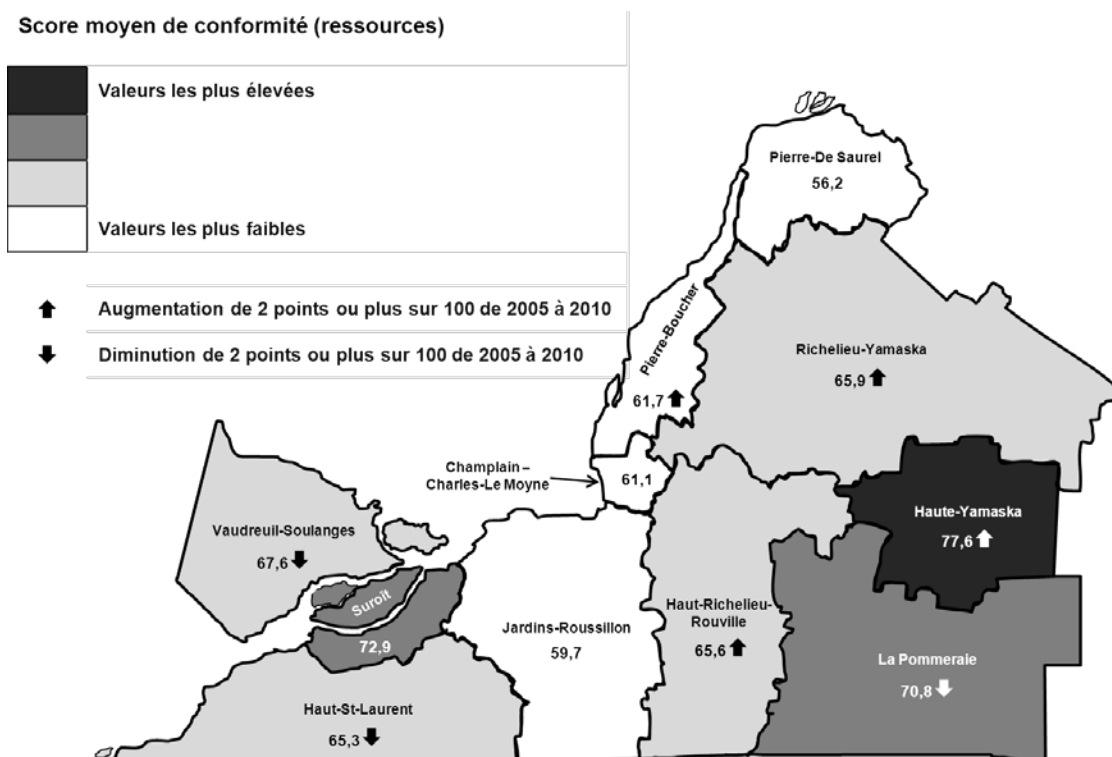 Score moyen de conformité (ressources)
Valeurs les plus élevées
Valeurs les plus faibles
Augmentation de 2 points ou plus sur 100 de 2005 à 2010
Diminution de 2 points ou plus sur 100 de 2005 à 2010
Pierre-De Saurel
56,2
Pierre-Boucher
61,7
Richelieu-Yamaska
65,9
Champlain –
Charles-Le Moyne
61,1
Haute-Yamaska
77,6
Vaudreuil-Soulanges
67,6
Suroît
72,9
Jardins-Roussillon
59,7
Haut-Richelieu-
Rouville
65,6
La Pommeraie
70,8
Haut-St-Laurent
65,3